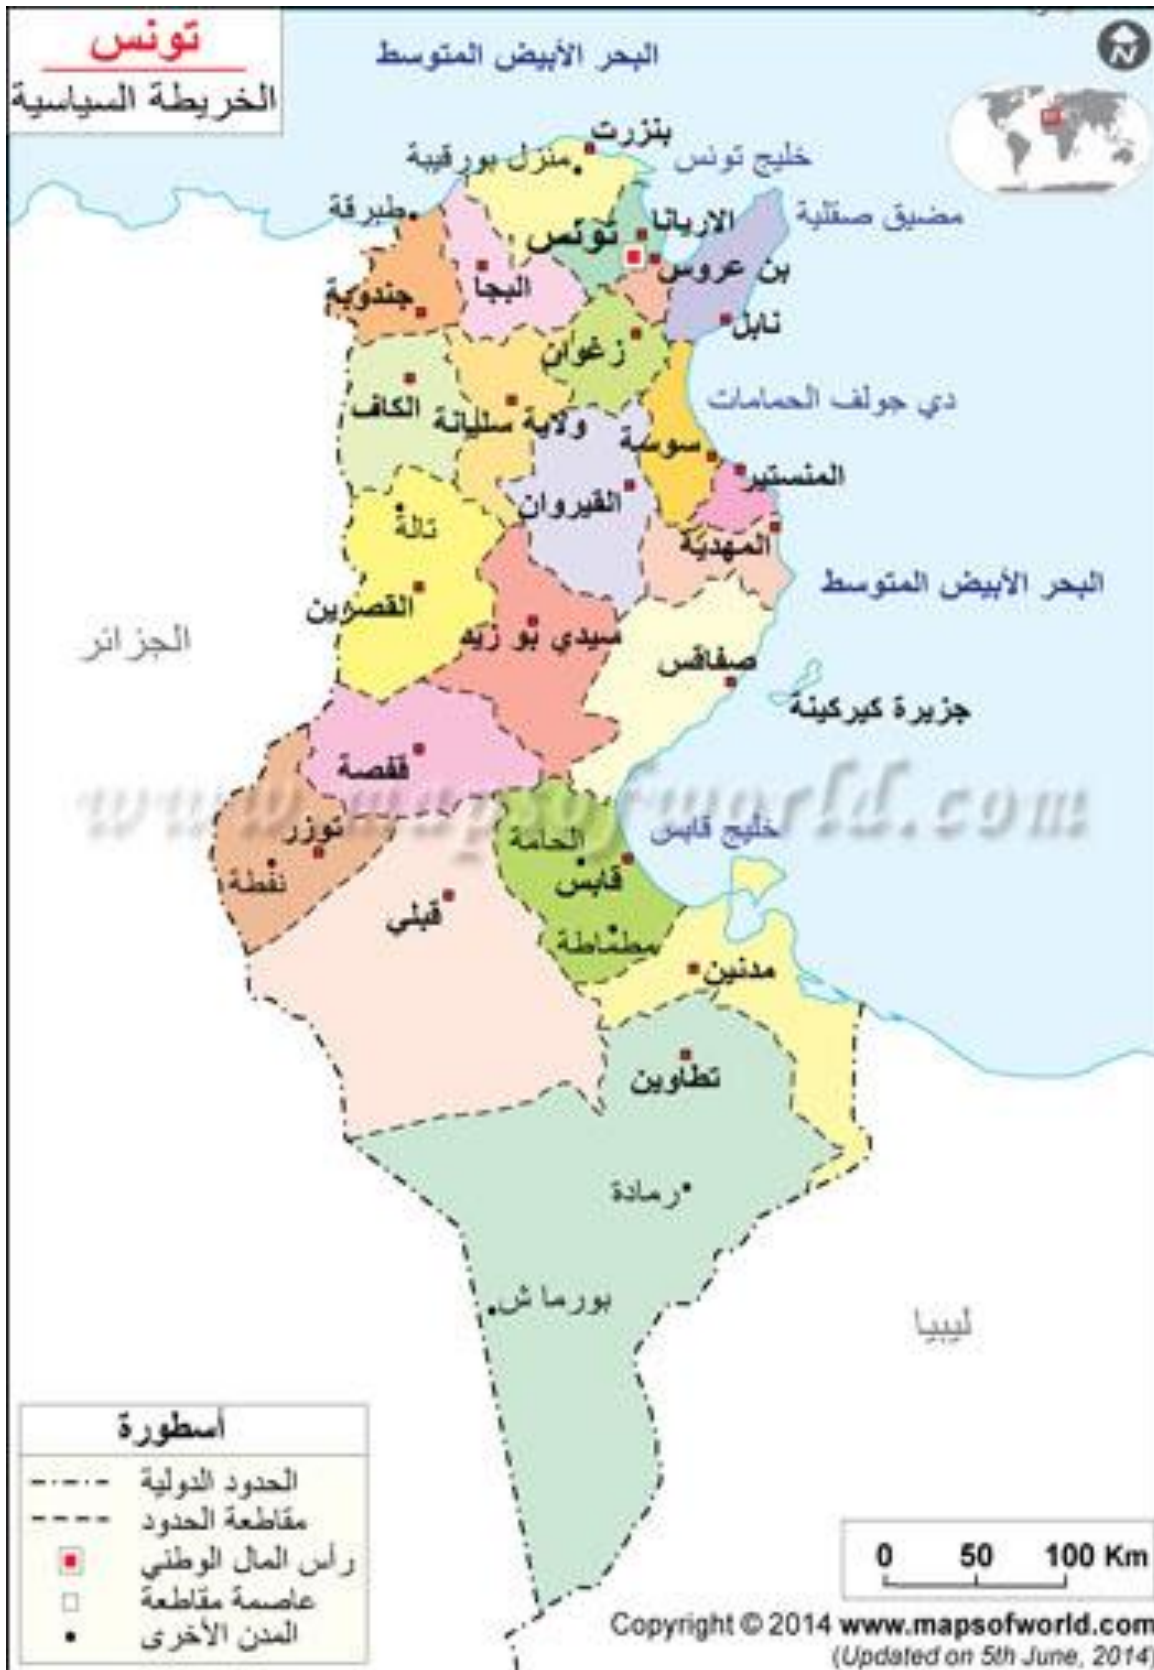 تونس
الخريطة السياسية
البحر الأبيض المتوسط
بنزرت
منزل بورقيبة
خليج تونس
طبرقة
الاريانا
مضيق صقلية
تونس
بن عروس
البجا
جندوبة
نابل
زغوان
الكاف
ولاية سليانة
دي جولف الحمامات
سوسة
المنستير
القيروان
تالة
المهدية
البحر الأبيض المتوسط
القصرين
سيدي بو زيد
الجزائر
صفاقس
جزيرة كيركينة
قفصة
www.mapsofworld.com
توزر
الحامة
خليج قابس
نفطة
قابس
قبلي
مطماطة
مدنين
تطاوين
رمادة
بورما ش
ليبيا
أسطورة
الحدود الدولية
مقاطعة الحدود
رأس المال الوطني
عاصمة مقاطعة
المدن الأخرى
0 50 100 Km
Copyright © 2014 www.mapsofworld.com
(Updated on 5th June, 2014)
N